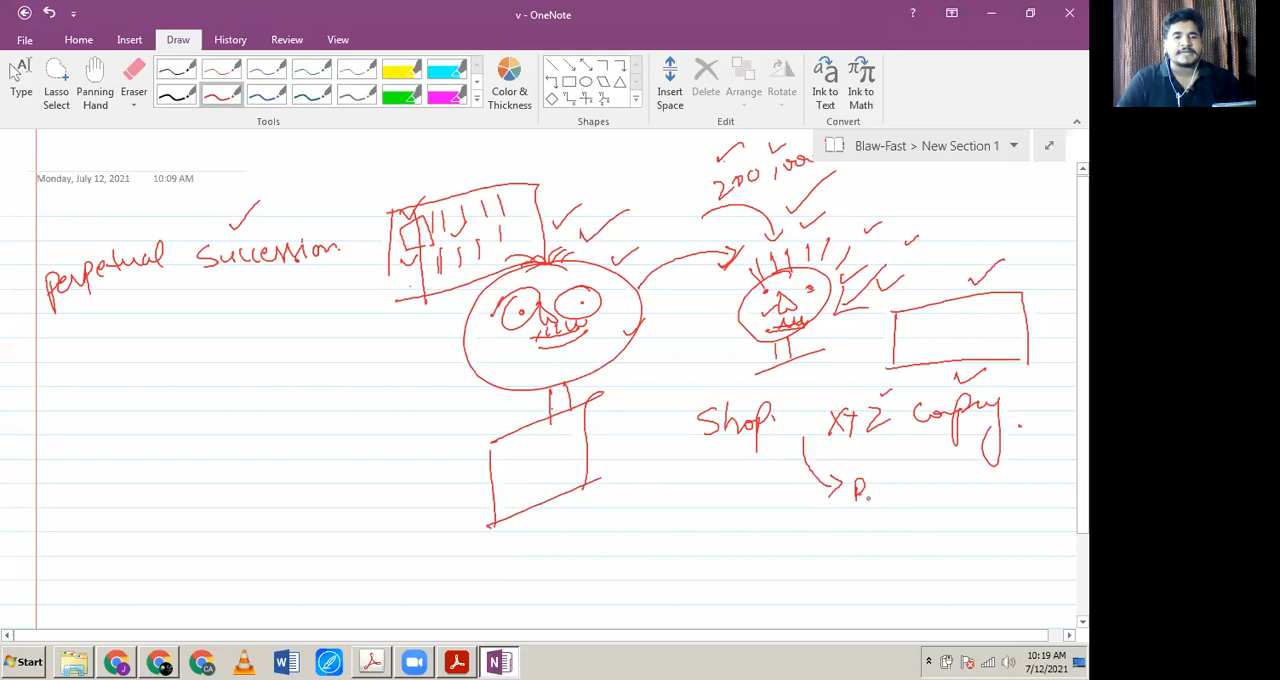 v - OneNote
?
File Home Insert Draw History Review View
Type
Lasso Select
Panning Hand
Eraser
Color & Thickness
Insert Space
Delete
Arrange
Rotate
Ink to Text
Ink to Math
Tools
Shapes
Edit
Convert
Blaw-Fast > New Section 1
Monday, July 12, 2021 10:09 AM
perpetual Succession.
Shop.
R
Start
10:19 AM
7/12/2021